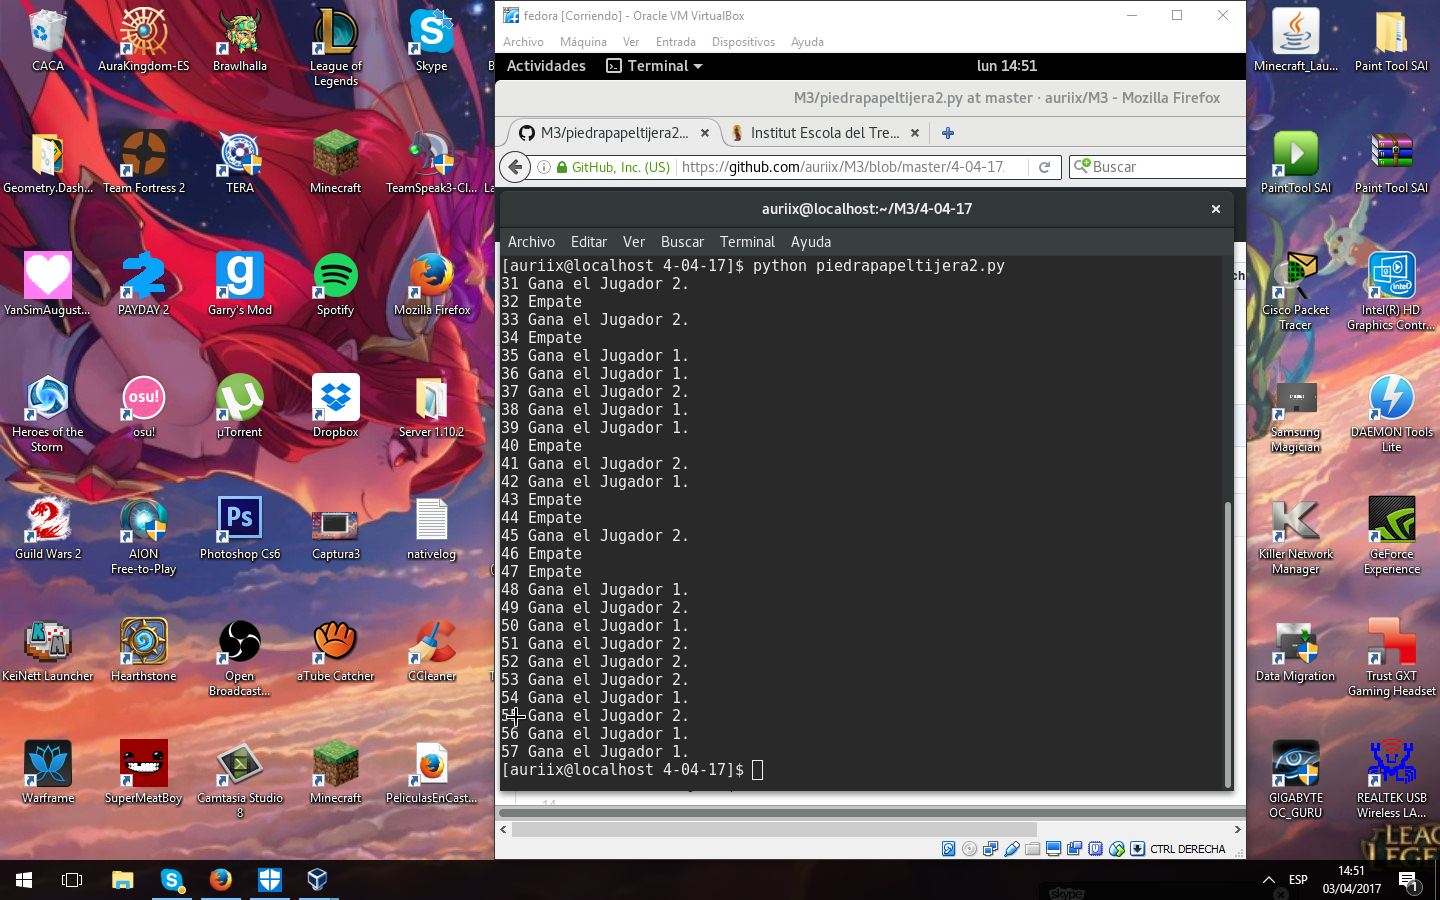 CACA
AuraKingdom-ES
Brawlhalla
League of
Legends
Skype
Geometry.Dash...
Team Fortress 2
TERA
Minecraft
TeamSpeak3-Cl...
YanSimAugust...
PAYDAY 2
Garry's Mod
Spotify
Mozilla Firefox
Heroes of the
Storm
osu!
osu!
µTorrent
Dropbox
Server 1.10.2
Guild Wars 2
AION
Free-to-Play
Ps
Photoshop Cs6
Captura3
nativelog
KeiNett Launcher
Hearthstone
Open
Broadcast...
aTube Catcher
CCleaner
Warframe
SuperMeatBoy
Camtasia Studio
8
Minecraft
PeliculasEnCast...
fedora [Corriendo] - Oracle VM VirtualBox
Archivo Máquina Ver Entrada Dispositivos Ayuda
Actividades Terminal lun 14:51
M3/piedrapapeltijera2.py at master · auriix/M3 - Mozilla Firefox
M3/piedrapapeltijera2... Institut Escola del Tre...
GitHub, Inc. (US) https://github.com/auriix/M3/blob/master/4-04-17 Buscar
auriix@localhost:~/M3/4-04-17
Archivo Editar Ver Buscar Terminal Ayuda
[auriix@localhost 4-04-17]$ python piedrapapeltijera2.py
31 Gana el Jugador 2.
32 Empate
33 Gana el Jugador 2.
34 Empate
35 Gana el Jugador 1.
36 Gana el Jugador 1.
37 Gana el Jugador 2.
38 Gana el Jugador 1.
39 Gana el Jugador 1.
40 Empate
41 Gana el Jugador 2.
42 Gana el Jugador 1.
43 Empate
44 Empate
45 Gana el Jugador 2.
46 Empate
47 Empate
48 Gana el Jugador 1.
49 Gana el Jugador 2.
50 Gana el Jugador 1.
51 Gana el Jugador 2.
52 Gana el Jugador 2.
53 Gana el Jugador 2.
54 Gana el Jugador 1.
55 Gana el Jugador 2.
56 Gana el Jugador 1.
57 Gana el Jugador 1.
[auriix@localhost 4-04-17]$
CTRL DERECHA
Minecraft_Lau...
Paint Tool SAI
PaintTool SAI
Paint Tool SAI
Cisco Packet
Tracer
intel
Intel(R) HD
Graphics Contr...
Samsung
Magician
DAEMON Tools
Lite
Killer Network
Manager
GeForce
Experience
Data Migration
Trust GXT
Gaming Headset
GIGABYTE
OC_GURU
REALTEK USB
Wireless LA...
skype
ESP
14:51
03/04/2017
1